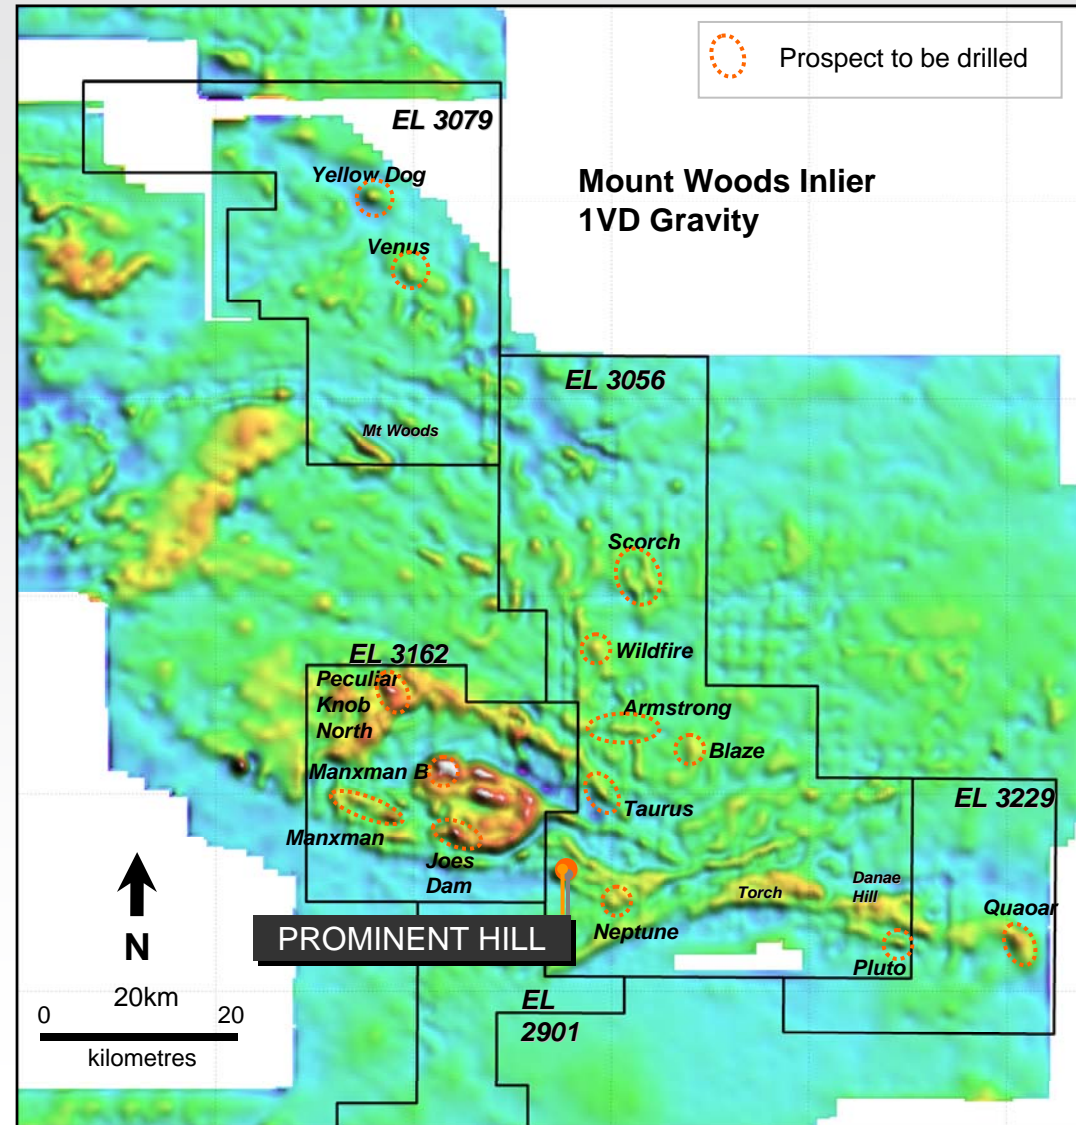 Prospect to be drilled
EL 3079
Yellow Dog
Mount Woods Inlier
1VD Gravity
Venus
EL 3056
Mt Woods
Scorch
Wildfire
EL 3162
Peculiar
Knob
North
Armstrong
Blaze
Manxman B
Taurus
EL 3229
Manxman
Joes
Dam
Torch
Danae
Hill
Quaoar
N
PROMINENT HILL
Neptune
Pluto
20km
0 20
kilometres
EL
2901